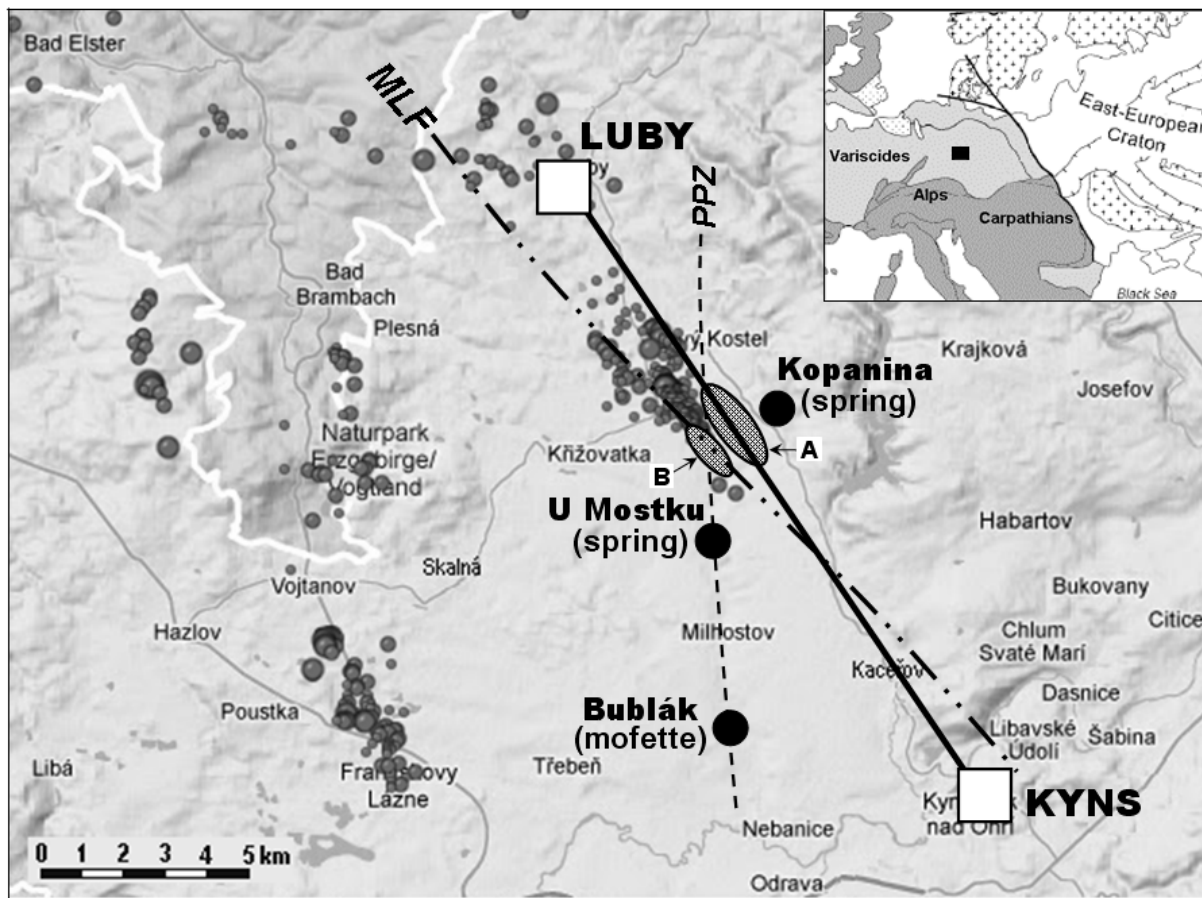 Bad Elster
MLF
LUBY
by
PPZ
Bad
Brambach
Plesná
vý Kostel
Kopanina
(spring)
Krajková
Josefov
Naturpark
Erzgebirge/
Vogtland
Křižovatka
A
B
U Mostku
(spring)
Habartov
Skalná
Vojtanov
Bukovany
Citice
Hazlov
Milhostov
Chlum
Svaté Marí
Kaceřov
Dasnice
Poustka
Bublák
(mofette)
Libavské
Údolí
Šabina
Libá
Třebeň
Lazne
KYNS
nad Ohří
Nebanice
Odrava
0 1 2 3 4 5 km
East-European
Craton
Variscides
Alps
Carpathians
Black Sea